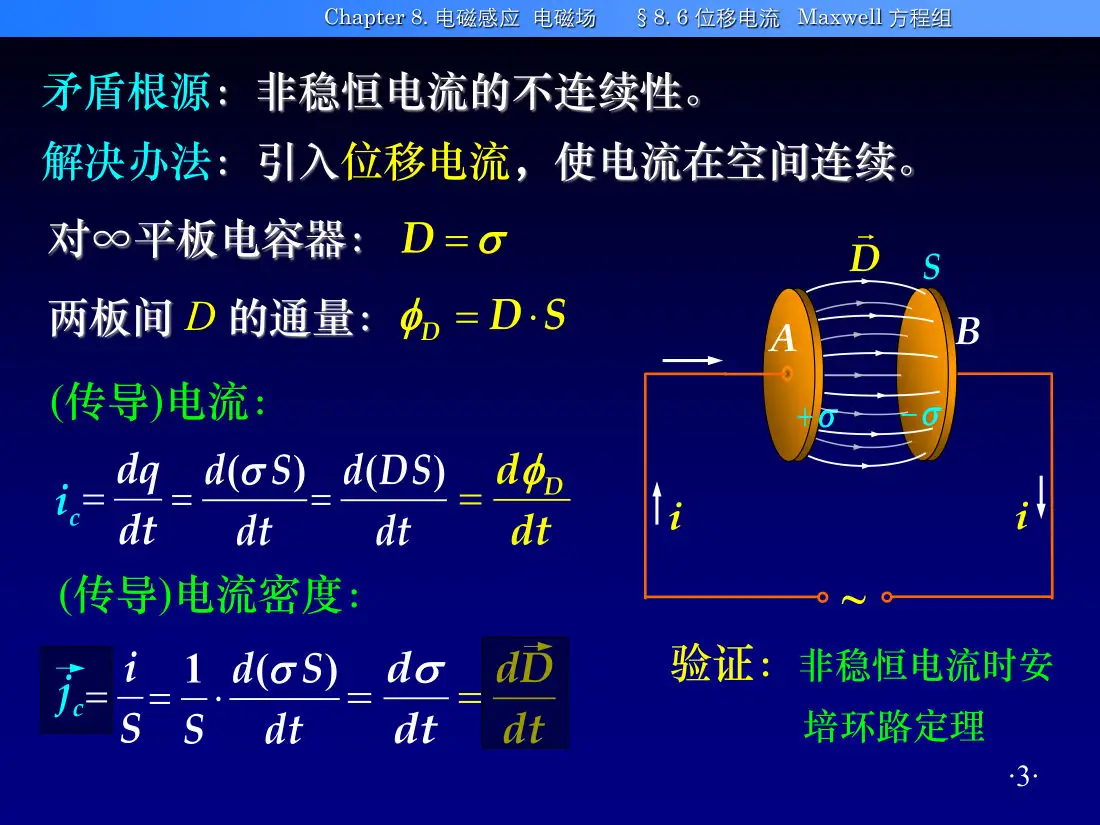 Chapter 8. 电磁感应 电磁场 §8. 6 位移电流 Maxwell 方程组
矛盾根源：非稳恒电流的不连续性。
解决办法：引入位移电流，使电流在空间连续。
对∞平板电容器： D = σ
两板间 D 的通量： ϕ_D = D · S
(传导)电流：
i_c = dq/dt = d(σS)/dt = d(DS)/dt = dϕ_D/dt
(传导)电流密度：
j⃗_c = i/S = 1/S · d(σS)/dt = dσ/dt = dD⃗/dt
D⃗ S
A B
+σ −σ
i i
~
验证：非稳恒电流时安
培环路定理
·3·